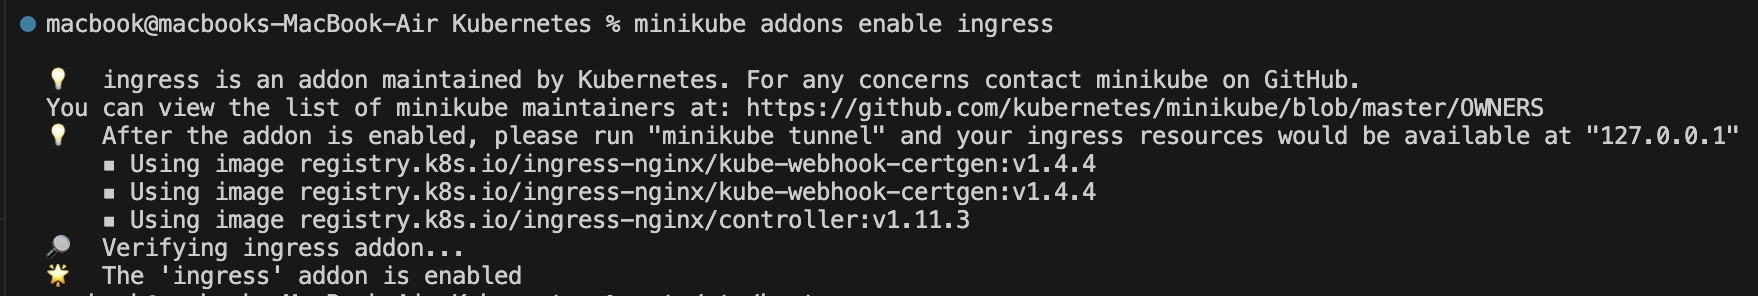 macbook@macbooks-MacBook-Air Kubernetes % minikube addons enable ingress
💡 ingress is an addon maintained by Kubernetes. For any concerns contact minikube on GitHub.
You can view the list of minikube maintainers at: https://github.com/kubernetes/minikube/blob/master/OWNERS
💡 After the addon is enabled, please run "minikube tunnel" and your ingress resources would be available at "127.0.0.1"
▪ Using image registry.k8s.io/ingress-nginx/kube-webhook-certgen:v1.4.4
▪ Using image registry.k8s.io/ingress-nginx/kube-webhook-certgen:v1.4.4
▪ Using image registry.k8s.io/ingress-nginx/controller:v1.11.3
🔎 Verifying ingress addon...
🌟 The 'ingress' addon is enabled